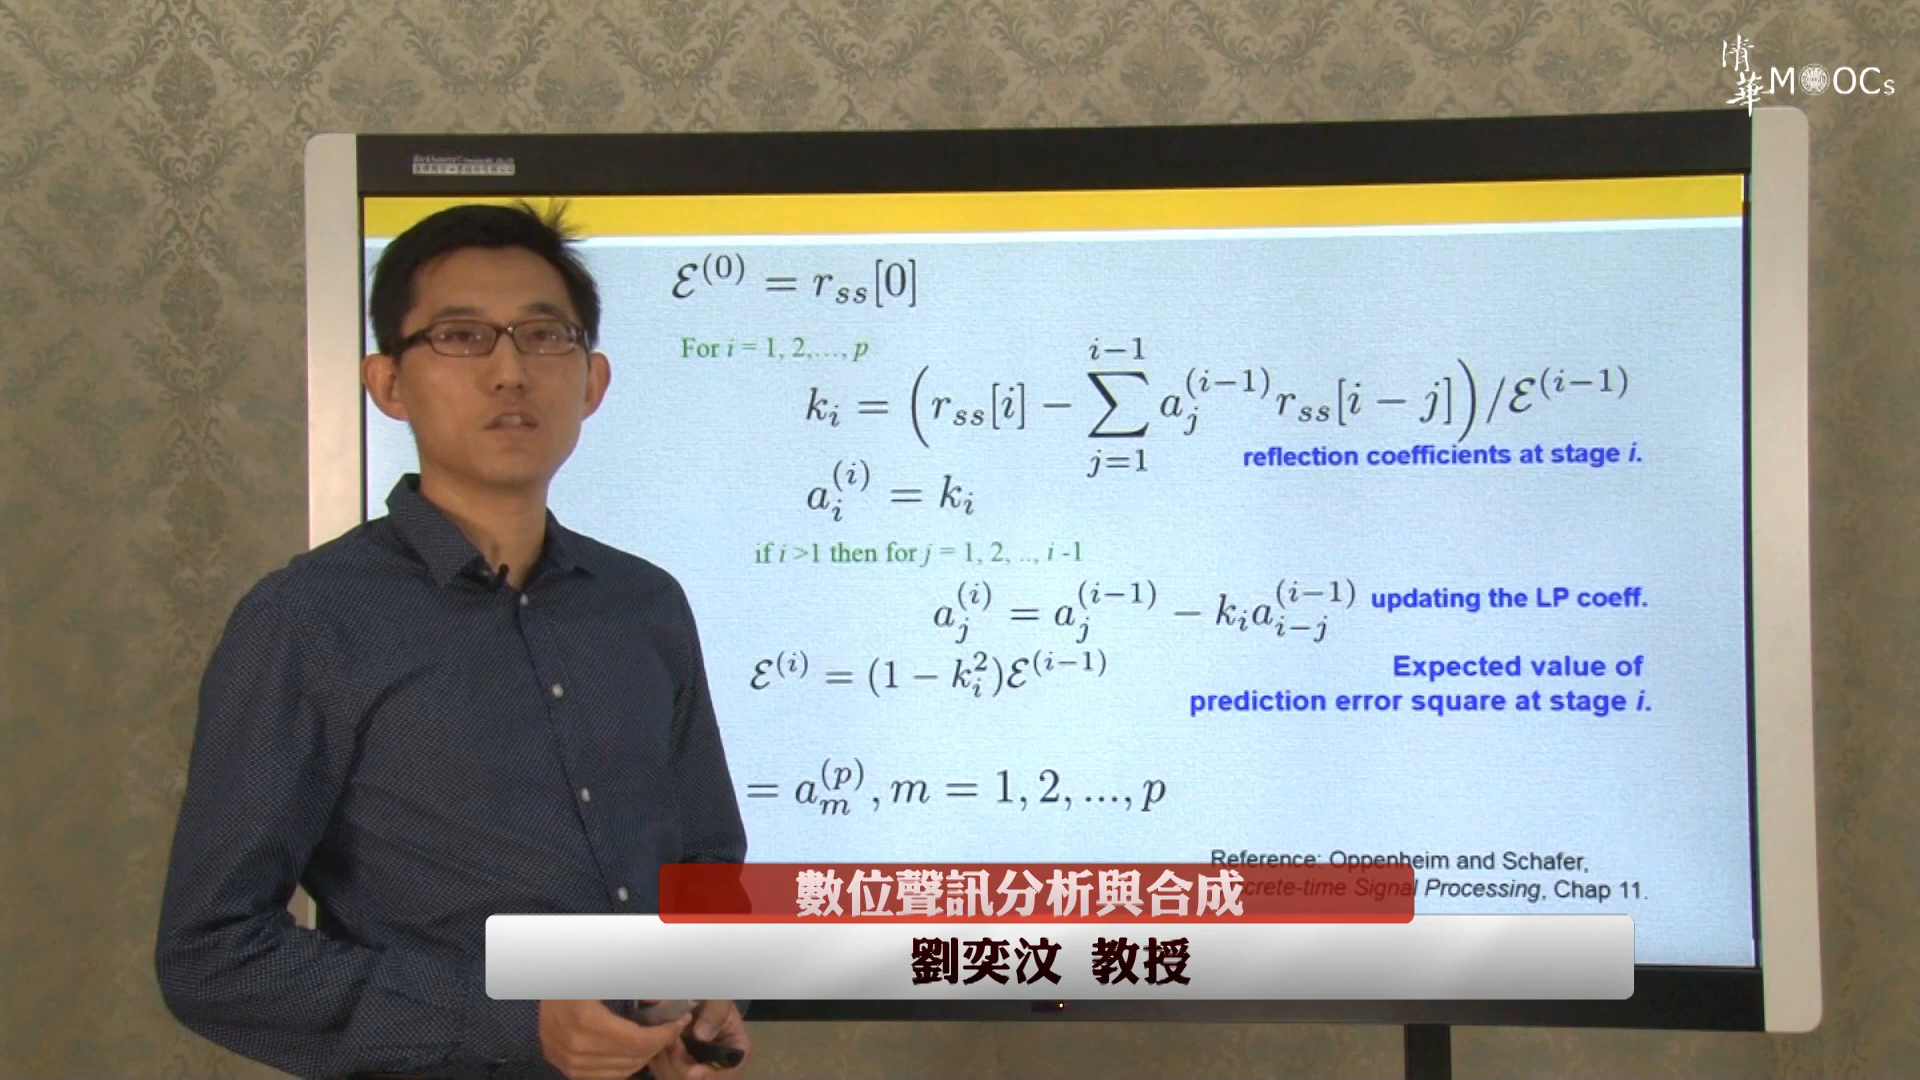 清華MOOCs
ℰ^(0) = r_ss[0]
For i = 1, 2,…, p
k_i = (r_ss[i] − ∑_{j=1}^{i−1} a_j^(i−1) r_ss[i − j]) / ℰ^(i−1)
reflection coefficients at stage i.
a_i^(i) = k_i
if i >1 then for j = 1, 2, .., i -1
a_j^(i) = a_j^(i−1) − k_i a_{i−j}^(i−1) updating the LP coeff.
ℰ^(i) = (1 − k_i^2)ℰ^(i−1)
Expected value of
prediction error square at stage i.
= a_m^(p), m = 1, 2, ..., p
Reference: Oppenheim and Schafer,
Signal Processing, Chap 11.
數位聲訊分析與合成
劉奕汶 教授